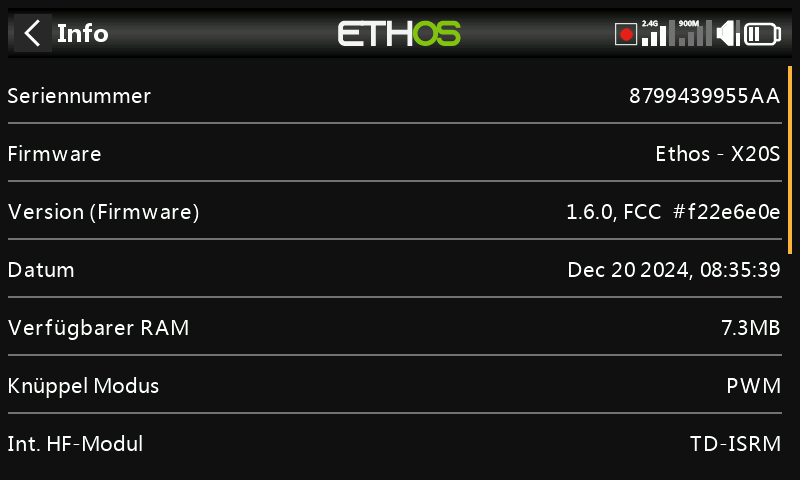 Info
ETHOS
2.4G
900M
Seriennummer 8799439955AA
Firmware Ethos - X20S
Version (Firmware) 1.6.0, FCC #f22e6e0e
Datum Dec 20 2024, 08:35:39
Verfügbarer RAM 7.3MB
Knüppel Modus PWM
Int. HF-Modul TD-ISRM